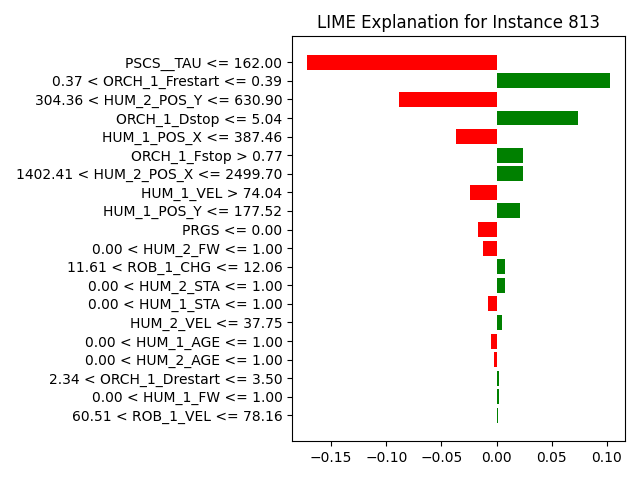 LIME Explanation for Instance 813
PSCS__TAU <= 162.00
0.37 < ORCH_1_Frestart <= 0.39
304.36 < HUM_2_POS_Y <= 630.90
ORCH_1_Dstop <= 5.04
HUM_1_POS_X <= 387.46
ORCH_1_Fstop > 0.77
1402.41 < HUM_2_POS_X <= 2499.70
HUM_1_VEL > 74.04
HUM_1_POS_Y <= 177.52
PRGS <= 0.00
0.00 < HUM_2_FW <= 1.00
11.61 < ROB_1_CHG <= 12.06
0.00 < HUM_2_STA <= 1.00
0.00 < HUM_1_STA <= 1.00
HUM_2_VEL <= 37.75
0.00 < HUM_1_AGE <= 1.00
0.00 < HUM_2_AGE <= 1.00
2.34 < ORCH_1_Drestart <= 3.50
0.00 < HUM_1_FW <= 1.00
60.51 < ROB_1_VEL <= 78.16
−0.15 −0.10 −0.05 0.00 0.05 0.10